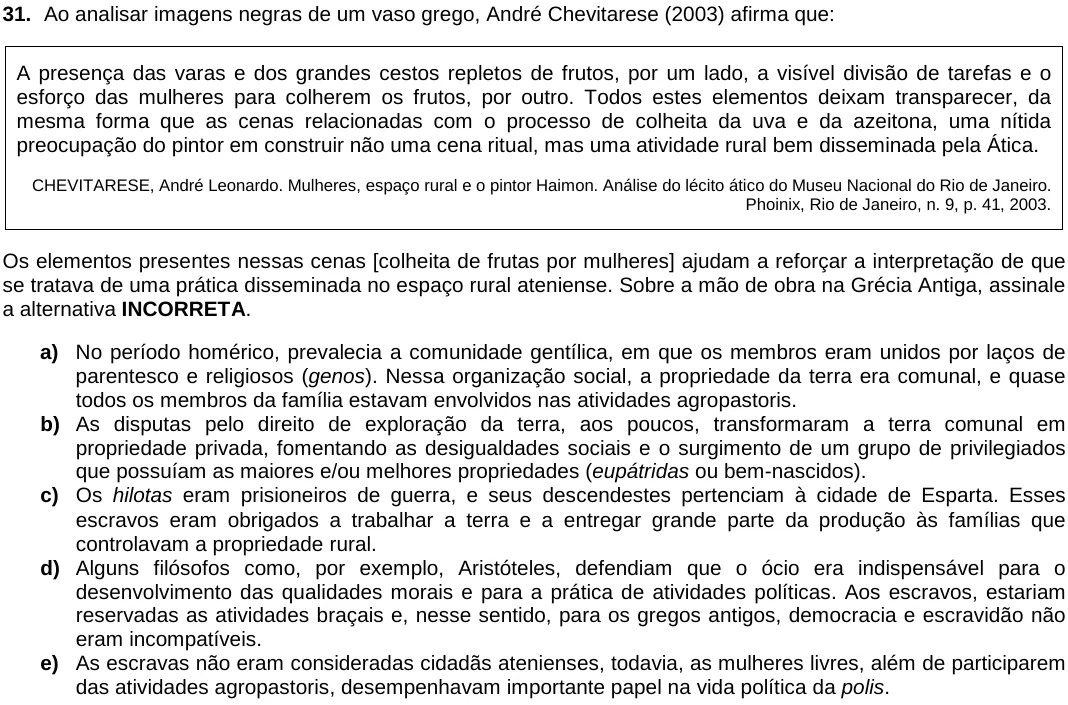 31. Ao analisar imagens negras de um vaso grego, André Chevitarese (2003) afirma que:
A presença das varas e dos grandes cestos repletos de frutos, por um lado, a visível divisão de tarefas e o
esforço das mulheres para colherem os frutos, por outro. Todos estes elementos deixam transparecer, da
mesma forma que as cenas relacionadas com o processo de colheita da uva e da azeitona, uma nítida
preocupação do pintor em construir não uma cena ritual, mas uma atividade rural bem disseminada pela Ática.
CHEVITARESE, André Leonardo. Mulheres, espaço rural e o pintor Haimon. Análise do lécito ático do Museu Nacional do Rio de Janeiro.
Phoinix, Rio de Janeiro, n. 9, p. 41, 2003.
Os elementos presentes nessas cenas [colheita de frutas por mulheres] ajudam a reforçar a interpretação de que
se tratava de uma prática disseminada no espaço rural ateniense. Sobre a mão de obra na Grécia Antiga, assinale
a alternativa INCORRETA.
a) No período homérico, prevalecia a comunidade gentílica, em que os membros eram unidos por laços de
parentesco e religiosos (genos). Nessa organização social, a propriedade da terra era comunal, e quase
todos os membros da família estavam envolvidos nas atividades agropastoris.
b) As disputas pelo direito de exploração da terra, aos poucos, transformaram a terra comunal em
propriedade privada, fomentando as desigualdades sociais e o surgimento de um grupo de privilegiados
que possuíam as maiores e/ou melhores propriedades (eupátridas ou bem-nascidos).
c) Os hilotas eram prisioneiros de guerra, e seus descendestes pertenciam à cidade de Esparta. Esses
escravos eram obrigados a trabalhar a terra e a entregar grande parte da produção às famílias que
controlavam a propriedade rural.
d) Alguns filósofos como, por exemplo, Aristóteles, defendiam que o ócio era indispensável para o
desenvolvimento das qualidades morais e para a prática de atividades políticas. Aos escravos, estariam
reservadas as atividades braçais e, nesse sentido, para os gregos antigos, democracia e escravidão não
eram incompatíveis.
e) As escravas não eram consideradas cidadãs atenienses, todavia, as mulheres livres, além de participarem
das atividades agropastoris, desempenhavam importante papel na vida política da polis.